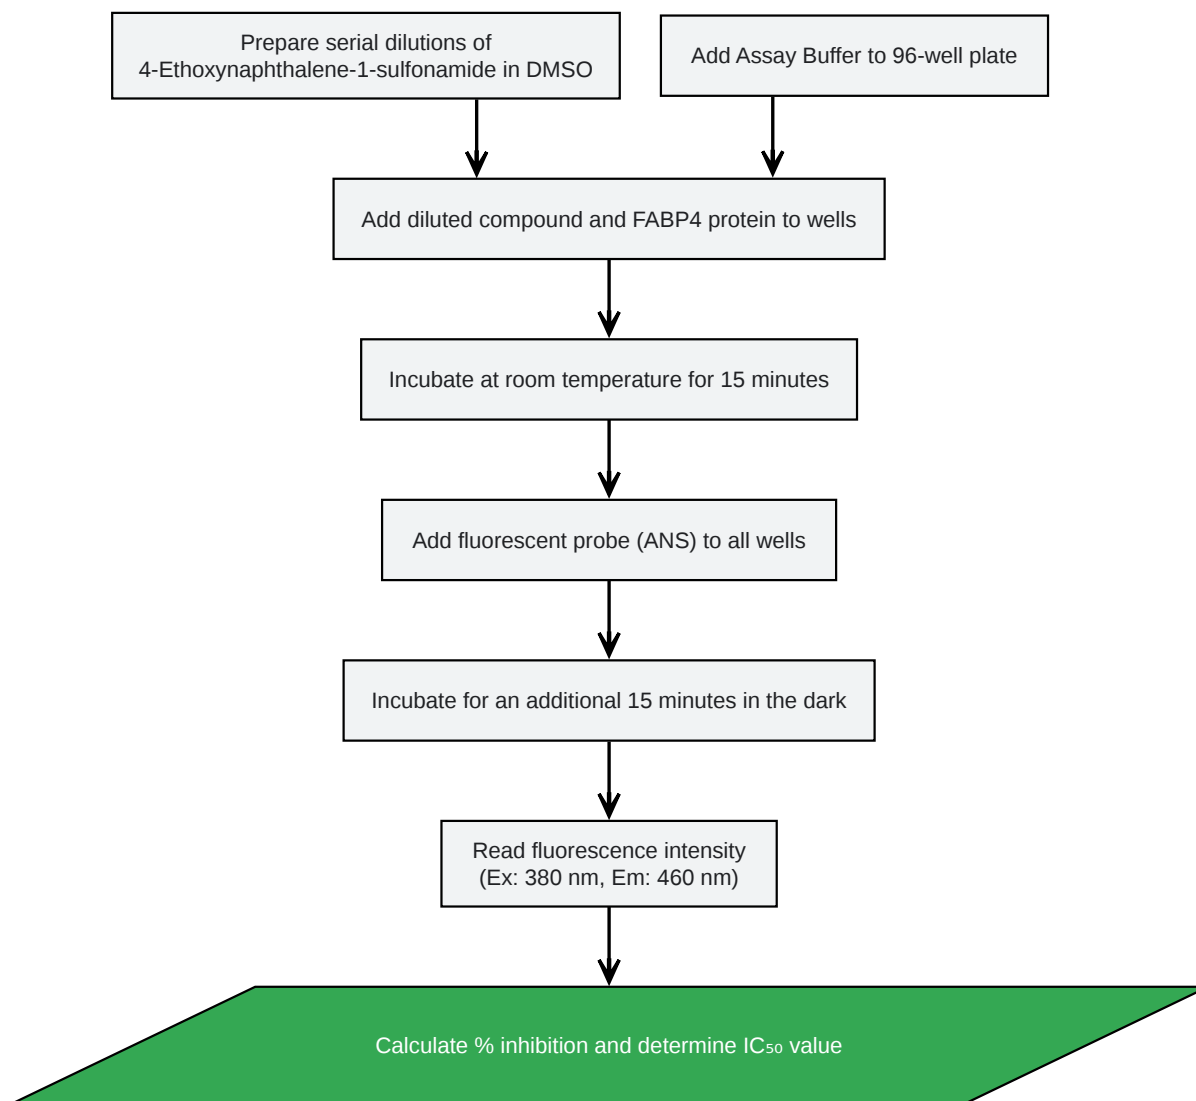 Prepare serial dilutions of
4-Ethoxynaphthalene-1-sulfonamide in DMSO
Add Assay Buffer to 96-well plate
Add diluted compound and FABP4 protein to wells
Incubate at room temperature for 15 minutes
Add fluorescent probe (ANS) to all wells
Incubate for an additional 15 minutes in the dark
Read fluorescence intensity
(Ex: 380 nm, Em: 460 nm)
Calculate % inhibition and determine IC₅₀ value